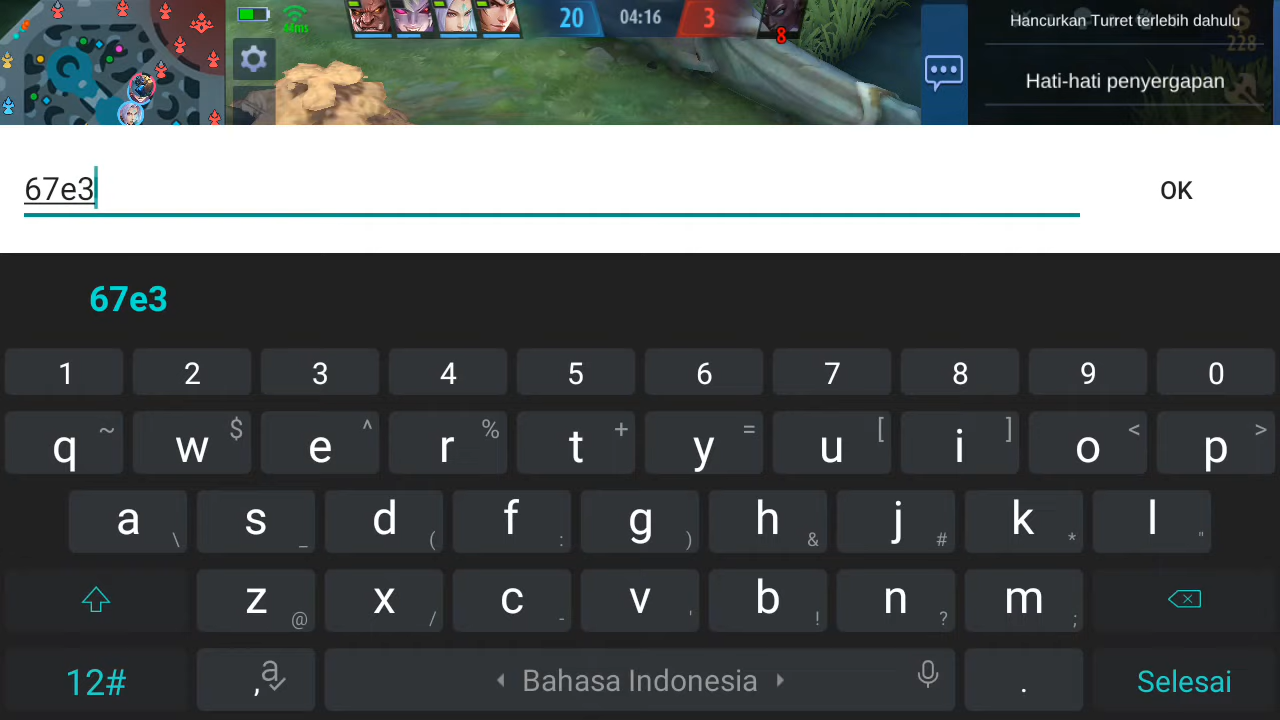 44ms
20 04:16 3
8
Hancurkan Turret terlebih dahulu
228
Hati-hati penyergapan
67e3
OK
67e3
1 2 3 4 5 6 7 8 9 0
q ~ w $ e ^ r % t + y = u [ i ] o < p >
a \ s _ d ( f : g ) h & j # k * l "
z @ x / c - v ' b ! n ? m ;
12# , a Bahasa Indonesia . Selesai